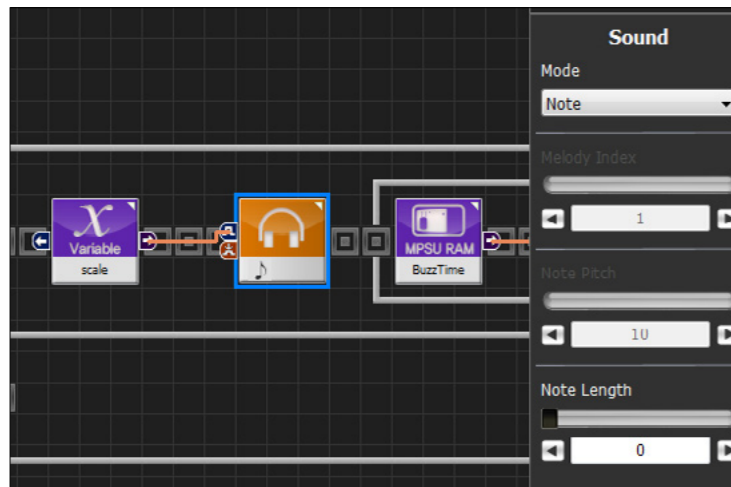 Variable
scale
MPSU RAM
BuzzTime
Sound
Mode
Note
Melody Index
1
Note Pitch
10
Note Length
0